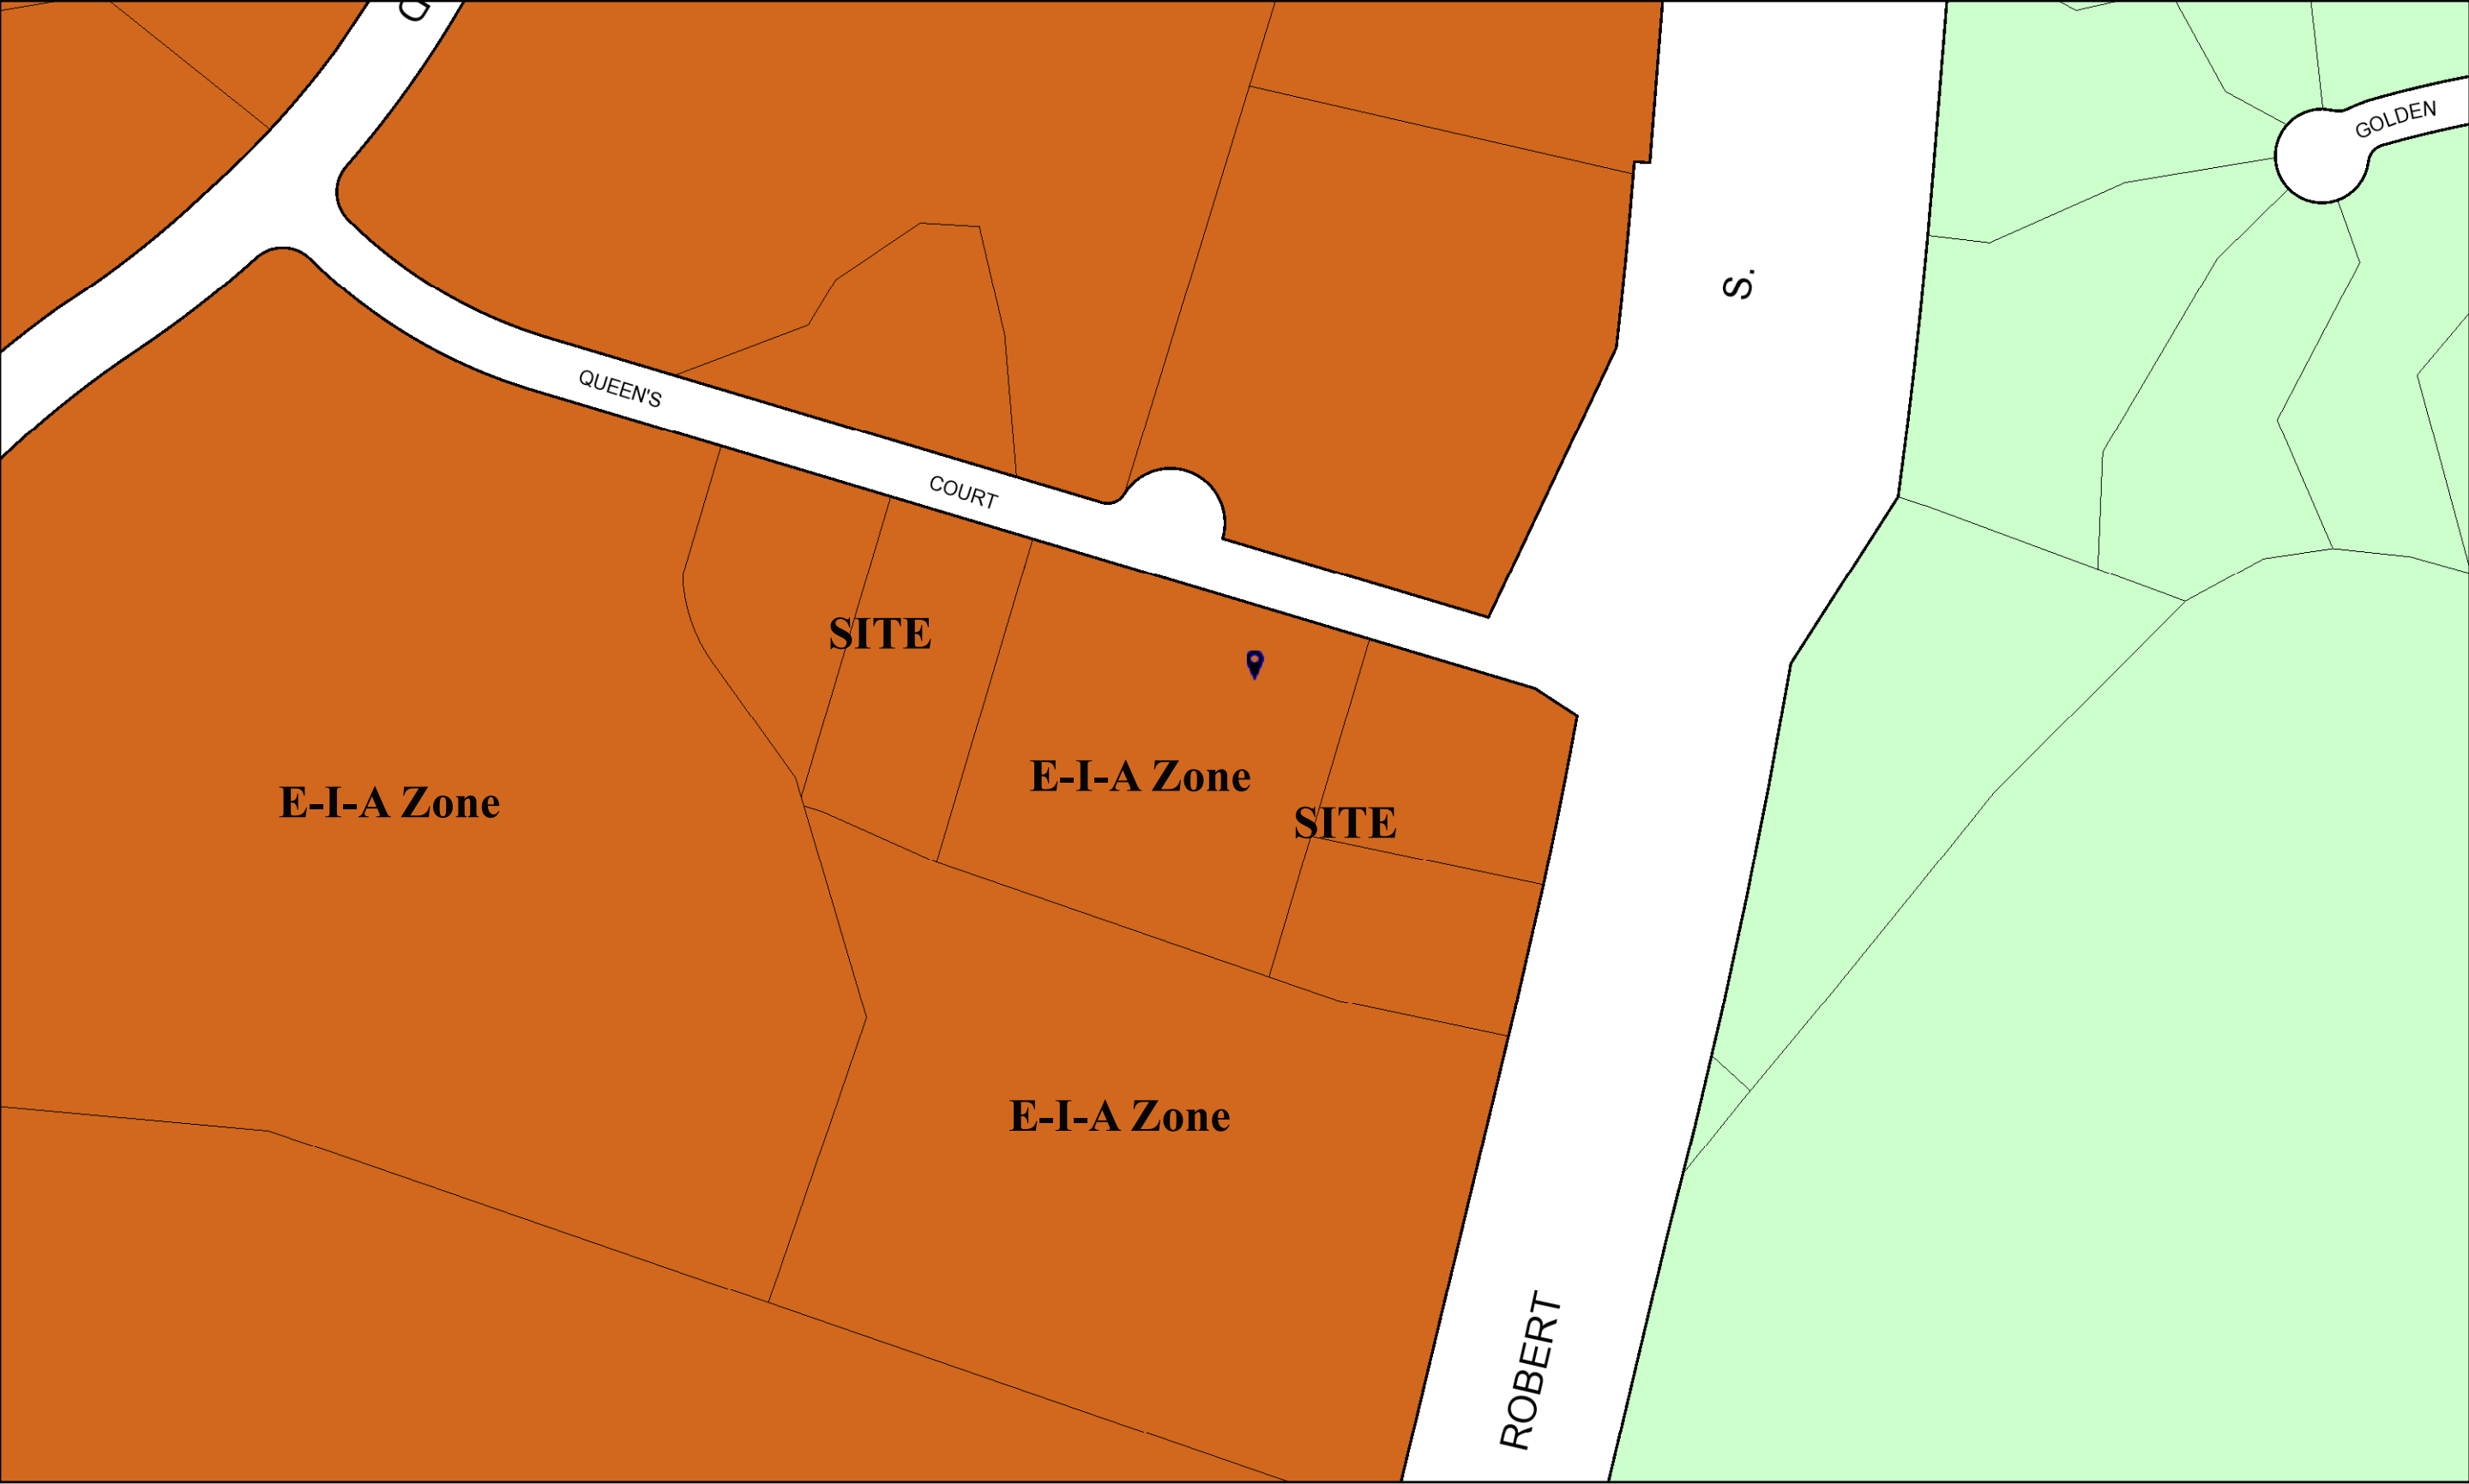 GOLDEN
S.
QUEEN'S
COURT
SITE
E-I-A Zone
E-I-A Zone
SITE
E-I-A Zone
ROBERT